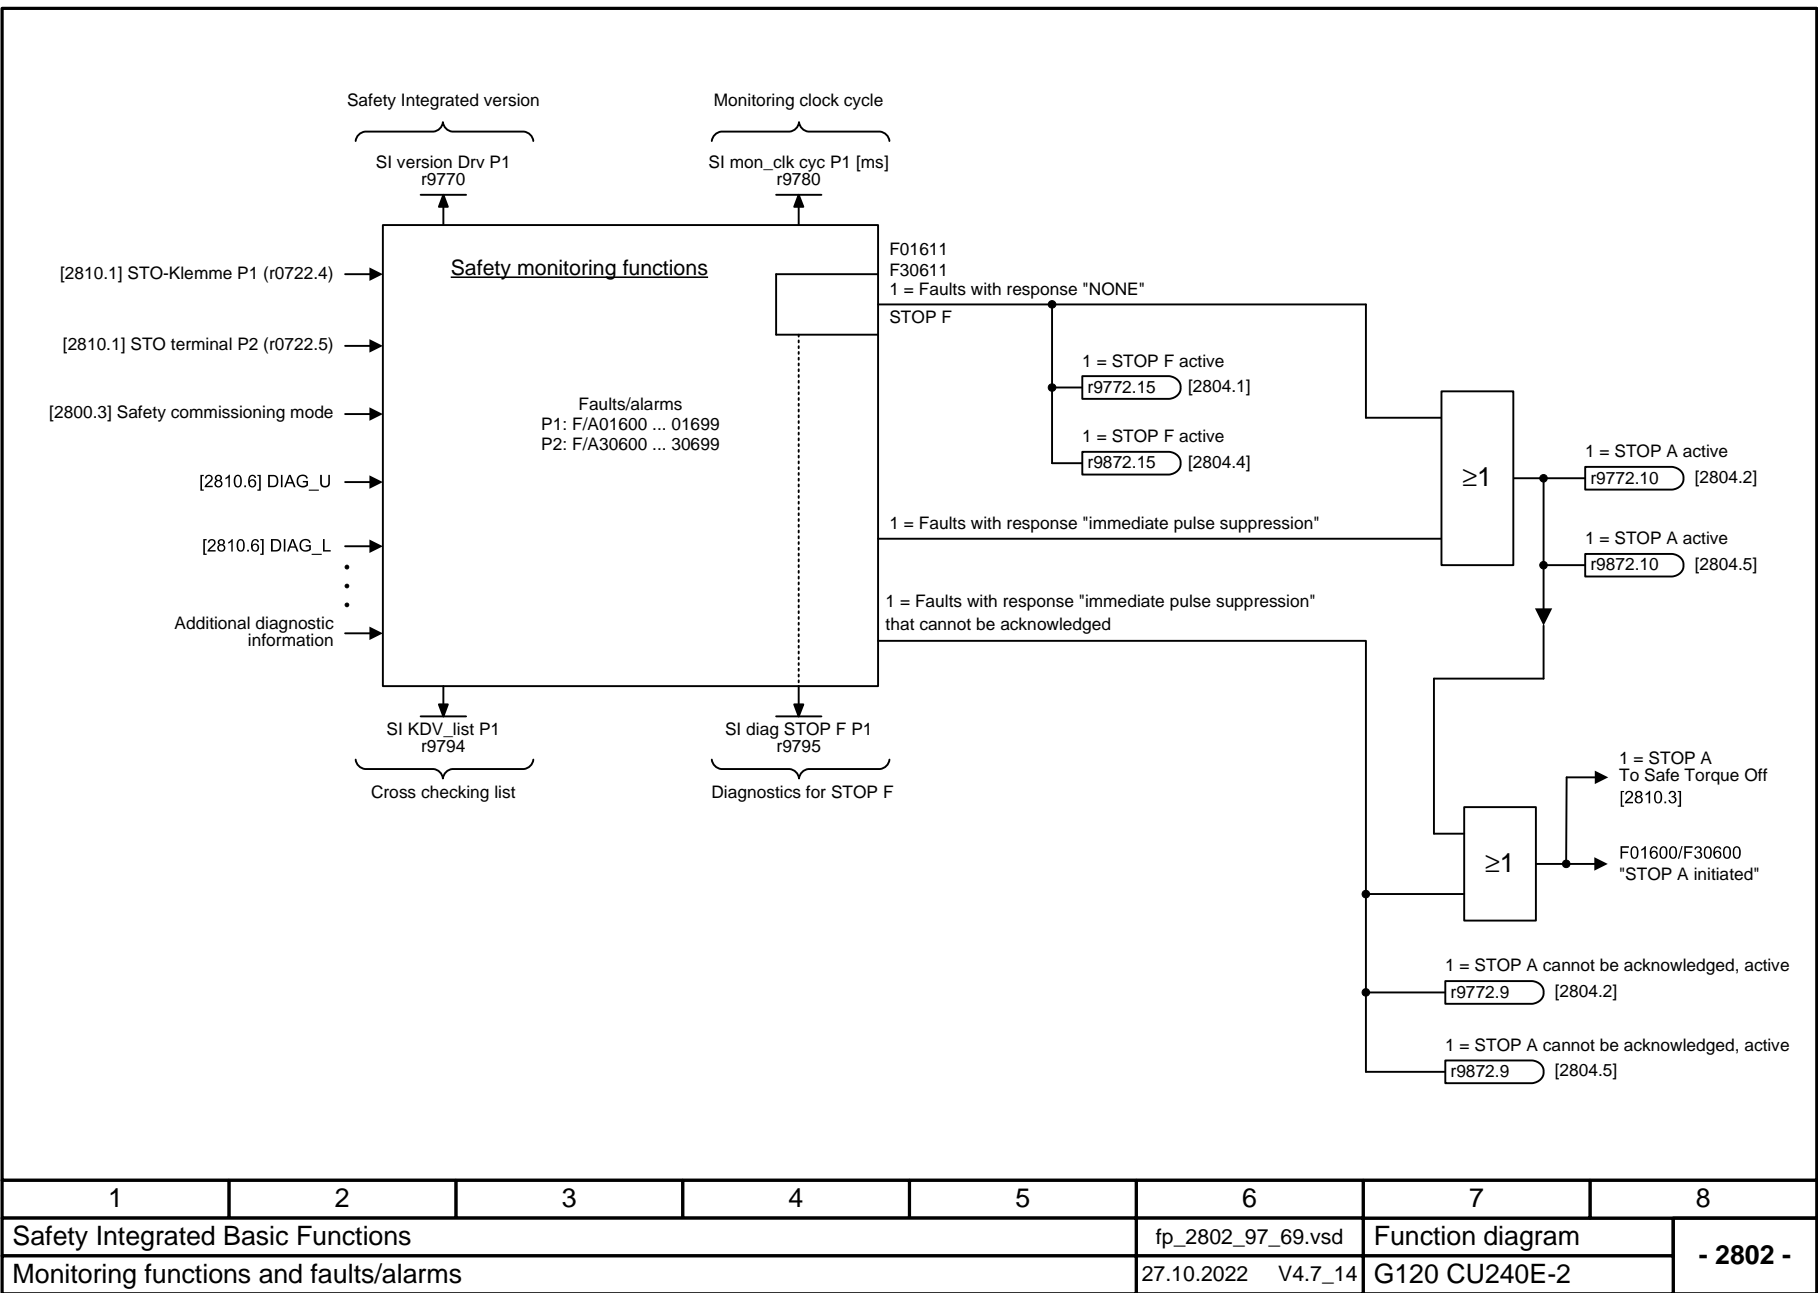 Safety Integrated version
Monitoring clock cycle
SI version Drv P1
r9770
SI mon_clk cyc P1 [ms]
r9780
[2810.1] STO-Klemme P1 (r0722.4)
[2810.1] STO terminal P2 (r0722.5)
[2800.3] Safety commissioning mode
[2810.6] DIAG_U
[2810.6] DIAG_L
Additional diagnostic
information
Safety monitoring functions
Faults/alarms
P1: F/A01600 ... 01699
P2: F/A30600 ... 30699
F01611
F30611
1 = Faults with response "NONE"
STOP F
1 = STOP F active
r9772.15 [2804.1]
1 = STOP F active
r9872.15 [2804.4]
1 = Faults with response "immediate pulse suppression"
1 = Faults with response "immediate pulse suppression"
that cannot be acknowledged
≥1
1 = STOP A active
r9772.10 [2804.2]
1 = STOP A active
r9872.10 [2804.5]
SI KDV_list P1
r9794
Cross checking list
SI diag STOP F P1
r9795
Diagnostics for STOP F
≥1
1 = STOP A
To Safe Torque Off
[2810.3]
F01600/F30600
"STOP A initiated"
1 = STOP A cannot be acknowledged, active
r9772.9 [2804.2]
1 = STOP A cannot be acknowledged, active
r9872.9 [2804.5]
1 2 3 4 5 6 7 8
Safety Integrated Basic Functions
fp_2802_97_69.vsd
Function diagram
- 2802 -
Monitoring functions and faults/alarms
27.10.2022 V4.7_14
G120 CU240E-2